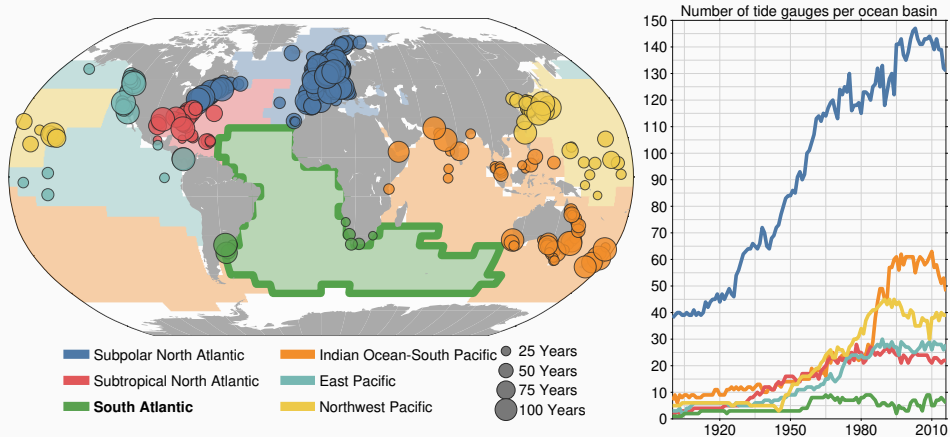 Number of tide gauges per ocean basin
150
140
130
120
110
100
90
80
70
60
50
40
30
20
10
0
1920
1950
1980
2010
Subpolar North Atlantic
Subtropical North Atlantic
South Atlantic
Indian Ocean-South Pacific
East Pacific
Northwest Pacific
25 Years
50 Years
75 Years
100 Years